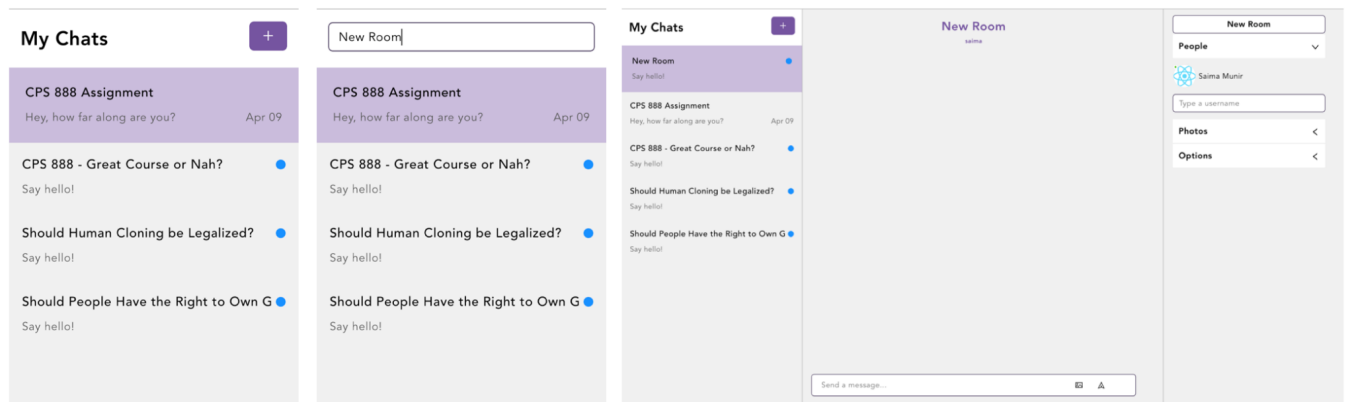 My Chats
+
CPS 888 Assignment
Hey, how far along are you? Apr 09
CPS 888 - Great Course or Nah?
Say hello!
Should Human Cloning be Legalized?
Say hello!
Should People Have the Right to Own G
Say hello!
New Room
CPS 888 Assignment
Hey, how far along are you? Apr 09
CPS 888 - Great Course or Nah?
Say hello!
Should Human Cloning be Legalized?
Say hello!
Should People Have the Right to Own G
Say hello!
My Chats
+
New Room
Say hello!
CPS 888 Assignment
Hey, how far along are you? Apr 09
CPS 888 - Great Course or Nah?
Say hello!
Should Human Cloning be Legalized?
Say hello!
Should People Have the Right to Own G
Say hello!
New Room
saima
Send a message...
New Room
People
Saima Munir
Type a username
Photos
Options